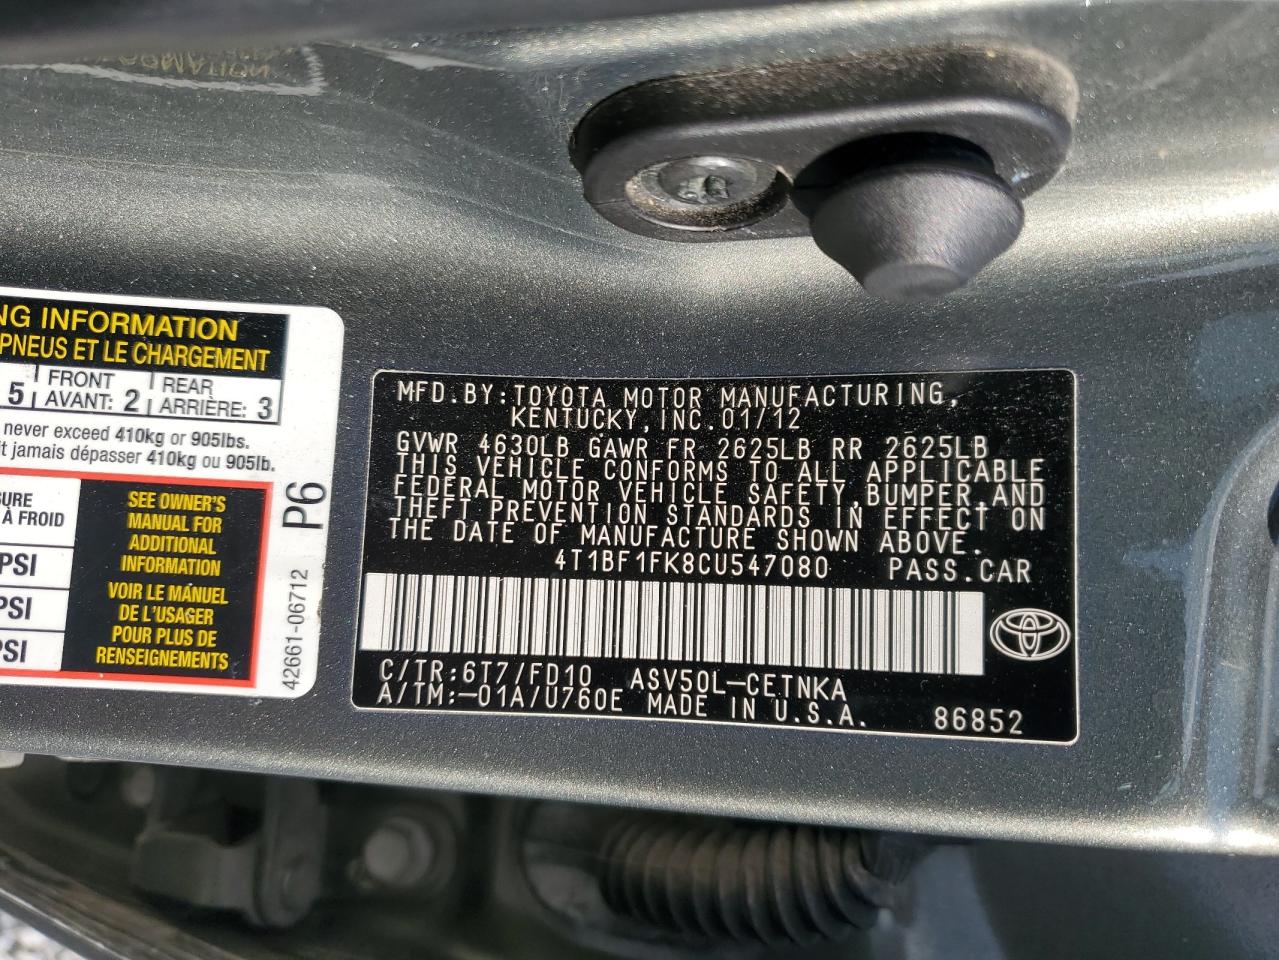 NG INFORMATION
PNEUS ET LE CHARGEMENT
5 FRONT AVANT: 2 REAR ARRIÈRE: 3
never exceed 410kg or 905lbs.
t jamais dépasser 410kg ou 905lb.
URE
À FROID
PSI
PSI
PSI
SEE OWNER'S
MANUAL FOR
ADDITIONAL
INFORMATION
VOIR LE MANUEL
DE L'USAGER
POUR PLUS DE
RENSEIGNEMENTS
P6
42661-06712
MFD.BY:TOYOTA MOTOR MANUFACTURING,
KENTUCKY,INC.01/12
GVWR 4630LB GAWR FR 2625LB RR 2625LB
THIS VEHICLE CONFORMS TO ALL APPLICABLE
FEDERAL MOTOR VEHICLE SAFETY,BUMPER,AND
THEFT PREVENTION STANDARDS IN EFFECT ON
THE DATE OF MANUFACTURE SHOWN ABOVE.
4T1BF1FK8CU547080 PASS.CAR
C/TR:6T7/FD10 ASV50L-CETNKA
A/TM:-01A/U760E MADE IN U.S.A. 86852